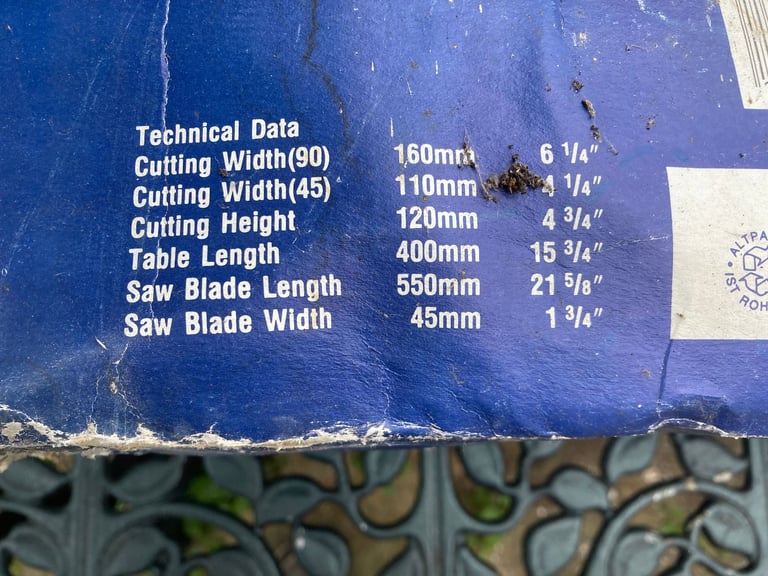 Technical Data
Cutting Width(90) 160mm 6 1/4"
Cutting Width(45) 110mm 4 1/4"
Cutting Height 120mm 4 3/4"
Table Length 400mm 15 3/4"
Saw Blade Length 550mm 21 5/8"
Saw Blade Width 45mm 1 3/4"